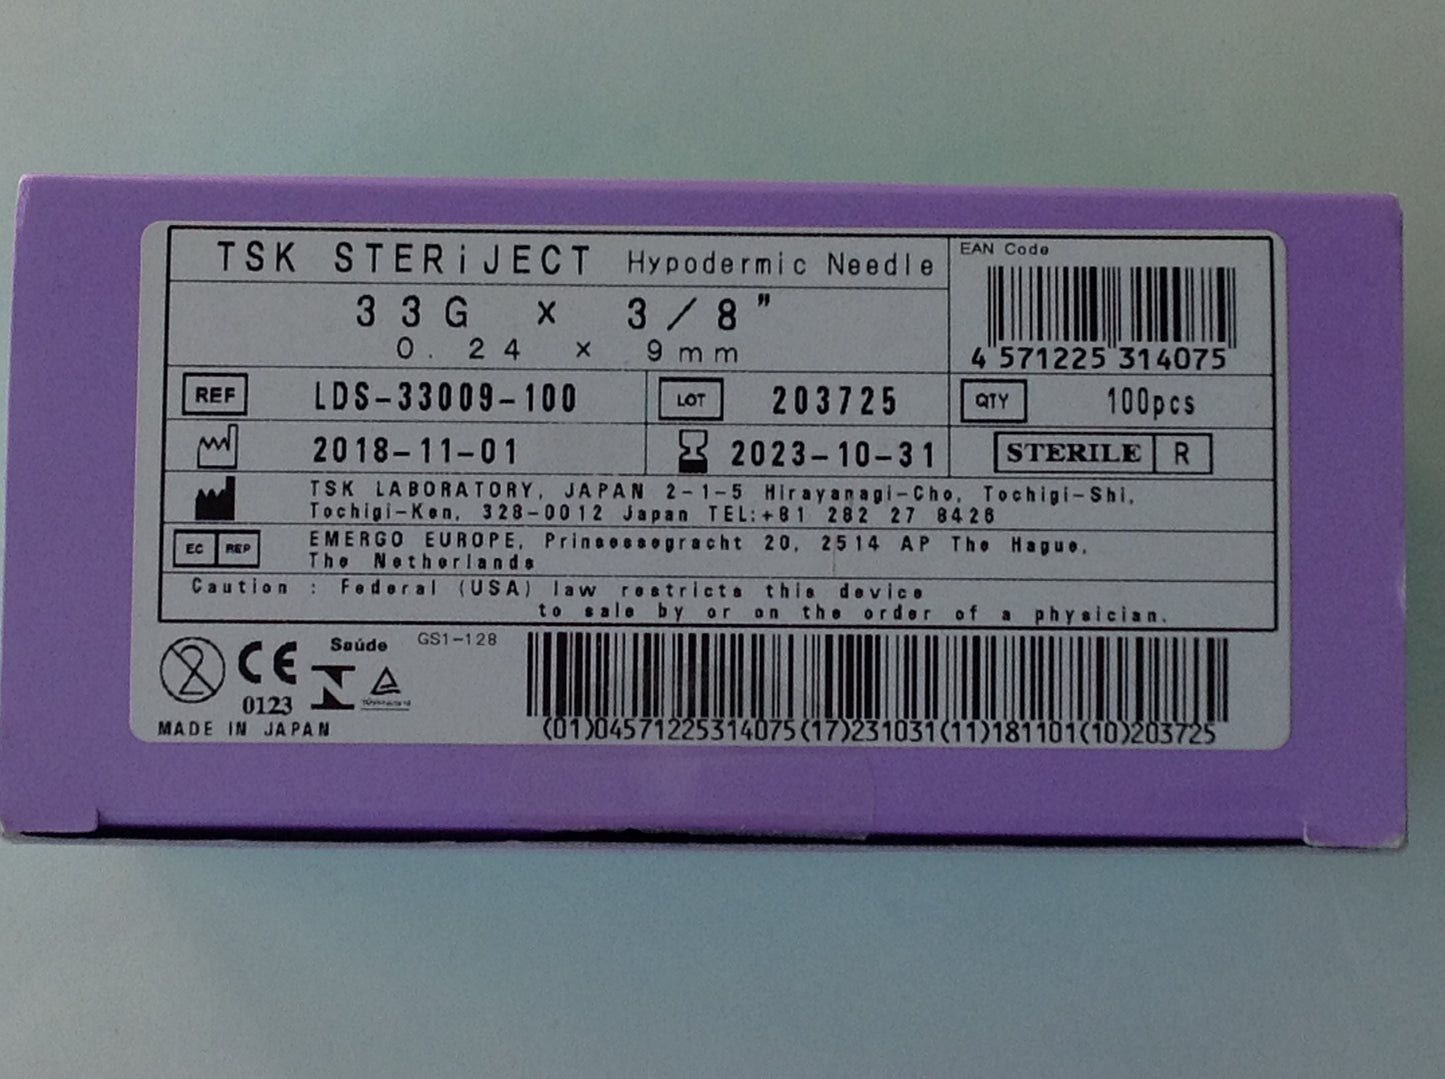 TSK STERiJECT Hypodermic Needle
EAN Code
33G x 3/8"
0.24 x 9mm
4 571225 314075
REF LDS-33009-100 LOT 203725 QTY 100pcs
2018-11-01 2023-10-31 STERILE R
TSK LABORATORY, JAPAN 2-1-5 Hirayanagi-Cho, Tochigi-Shi,
Tochigi-Ken, 328-0012 Japan TEL:+81 282 27 8426
EC REP EMERGO EUROPE, Prinsessegracht 20, 2514 AP The Hague,
The Netherlands
Caution : Federal (USA) law restricts this device
to sale by or on the order of a physician.
2 CE 0123 Saúde GS1-128
MADE IN JAPAN
(01)04571225314075(17)231031(11)181101(10)203725